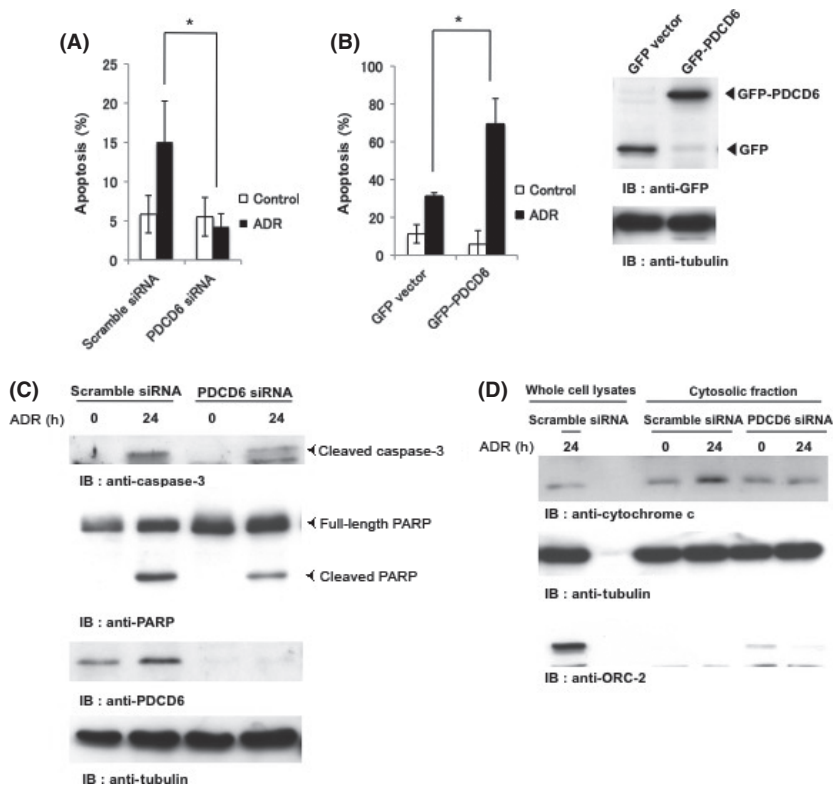 (A)
*
Apoptosis (%)
25
20
15
10
5
0
Control
ADR
Scramble siRNA
PDCD6 siRNA
(B)
*
Apoptosis (%)
100
80
60
40
20
0
Control
ADR
GFP vector
GFP-PDCD6
GFP vector
GFP-PDCD6
GFP-PDCD6
GFP
IB : anti-GFP
IB : anti-tubulin
(C)
Scramble siRNA PDCD6 siRNA
ADR (h) 0 24 0 24
Cleaved caspase-3
IB : anti-caspase-3
Full-length PARP
Cleaved PARP
IB : anti-PARP
IB : anti-PDCD6
IB : anti-tubulin
(D)
Whole cell lysates Cytosolic fraction
Scramble siRNA Scramble siRNA PDCD6 siRNA
ADR (h) 24 0 24 0 24
IB : anti-cytochrome c
IB : anti-tubulin
IB : anti-ORC-2